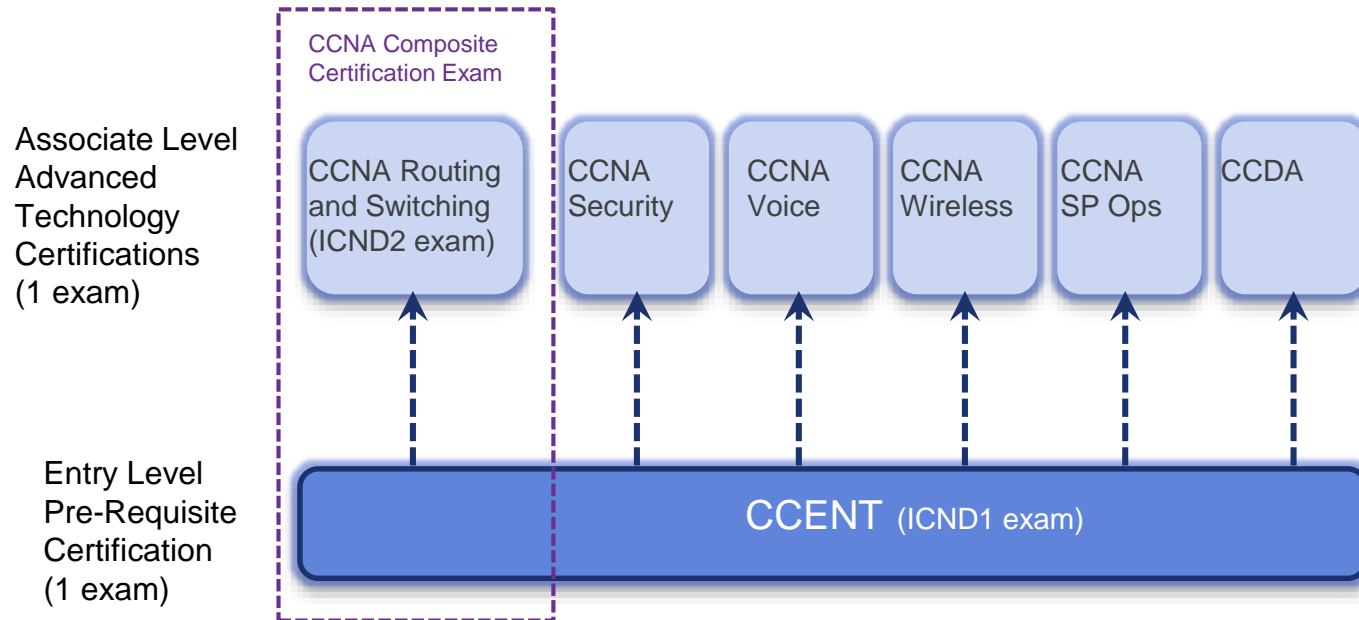 CCNA Composite
Certification Exam
Associate Level
Advanced
Technology
Certifications
(1 exam)
CCNA Routing
and Switching
(ICND2 exam)
CCNA
Security
CCNA
Voice
CCNA
Wireless
CCNA
SP Ops
CCDA
Entry Level
Pre-Requisite
Certification
(1 exam)
CCENT (ICND1 exam)